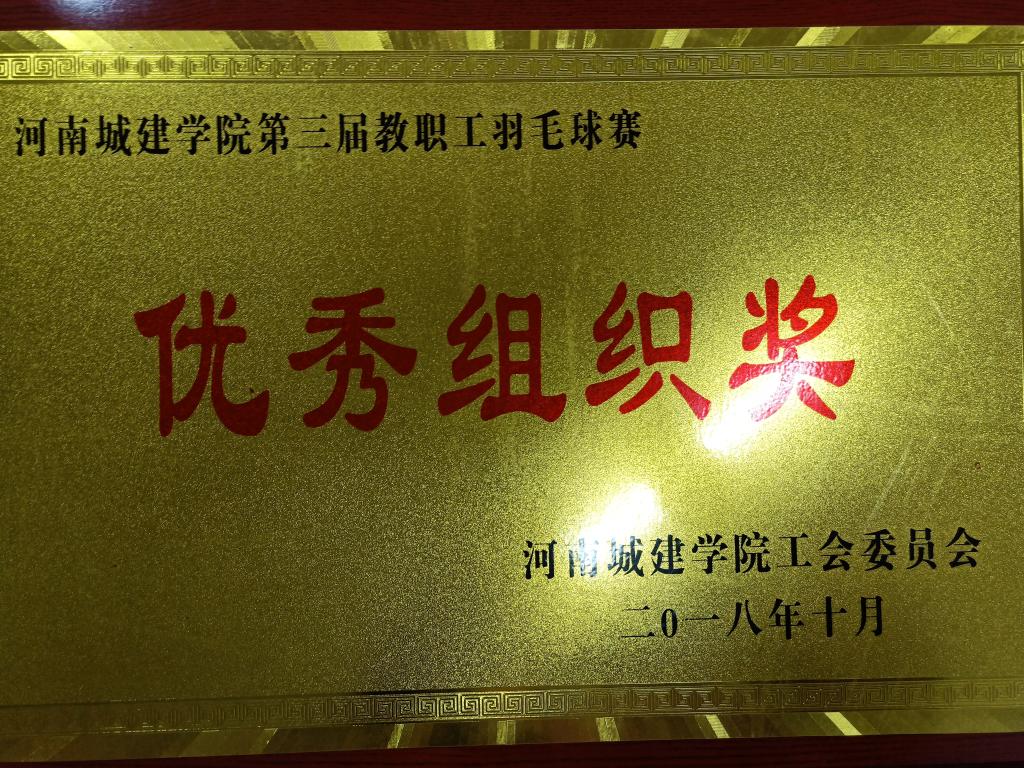 河南城建学院第三届教职工羽毛球赛
优秀组织奖
河南城建学院工会委员会
二0一八年十月